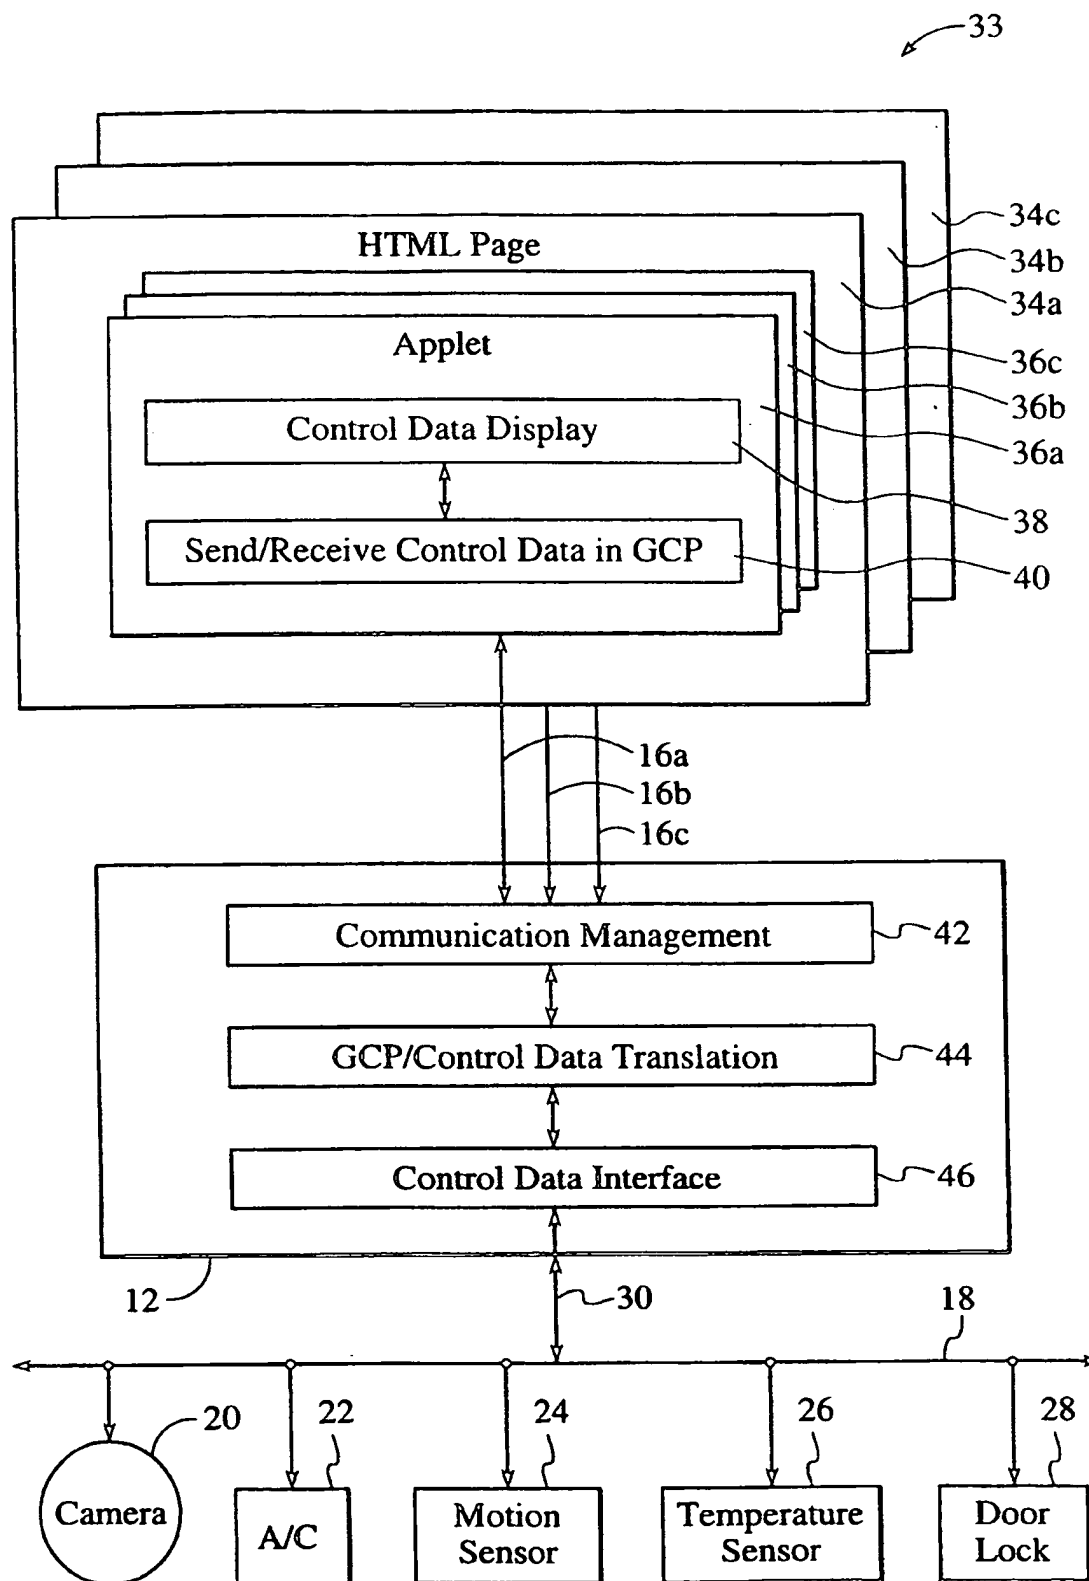 33
34c
HTML Page
34b
34a
Applet
36c
36b
Control Data Display
36a
38
Send/Receive Control Data in GCP
40
16a
16b
16c
Communication Management
42
GCP/Control Data Translation
44
Control Data Interface
46
12
30
18
20
22
24
26
28
Camera
A/C
Motion
Sensor
Temperature
Sensor
Door
Lock